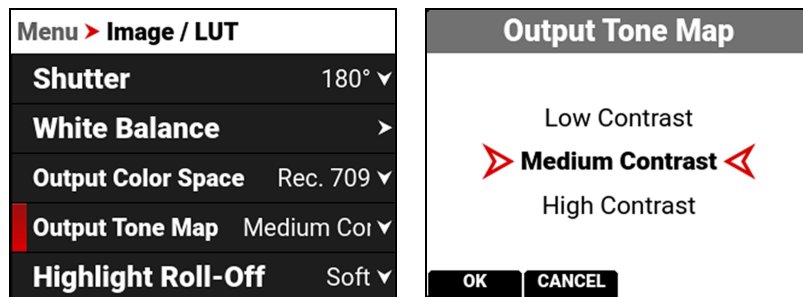 Menu ➤ Image / LUT
Shutter 180°
White Balance
Output Color Space Rec. 709
Output Tone Map Medium Cor
Highlight Roll-Off Soft
Output Tone Map
Low Contrast
Medium Contrast
High Contrast
OK CANCEL